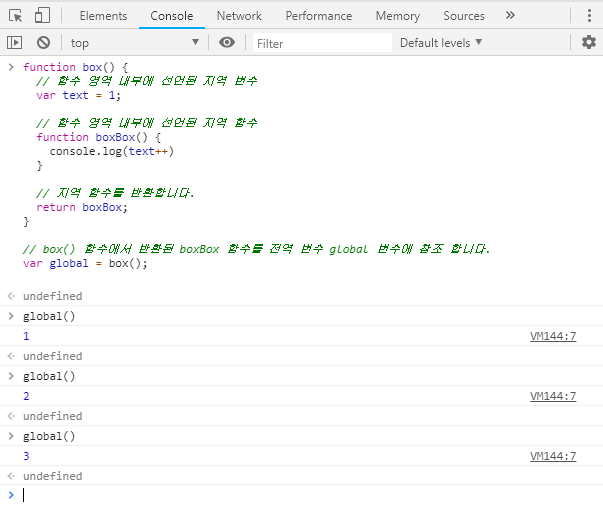 Elements Console Network Performance Memory Sources »
top Filter Default levels
function box() {
// 함수 영역 내부에 선언된 지역 변수
var text = 1;
// 함수 영역 내부에 선언된 지역 함수
function boxBox() {
console.log(text++)
}
// 지역 함수를 반환합니다.
return boxBox;
}
// box() 함수에서 반환된 boxBox 함수를 전역 변수 global 변수에 참조 합니다.
var global = box();
undefined
global()
1 VM144:7
undefined
global()
2 VM144:7
undefined
global()
3 VM144:7
undefined